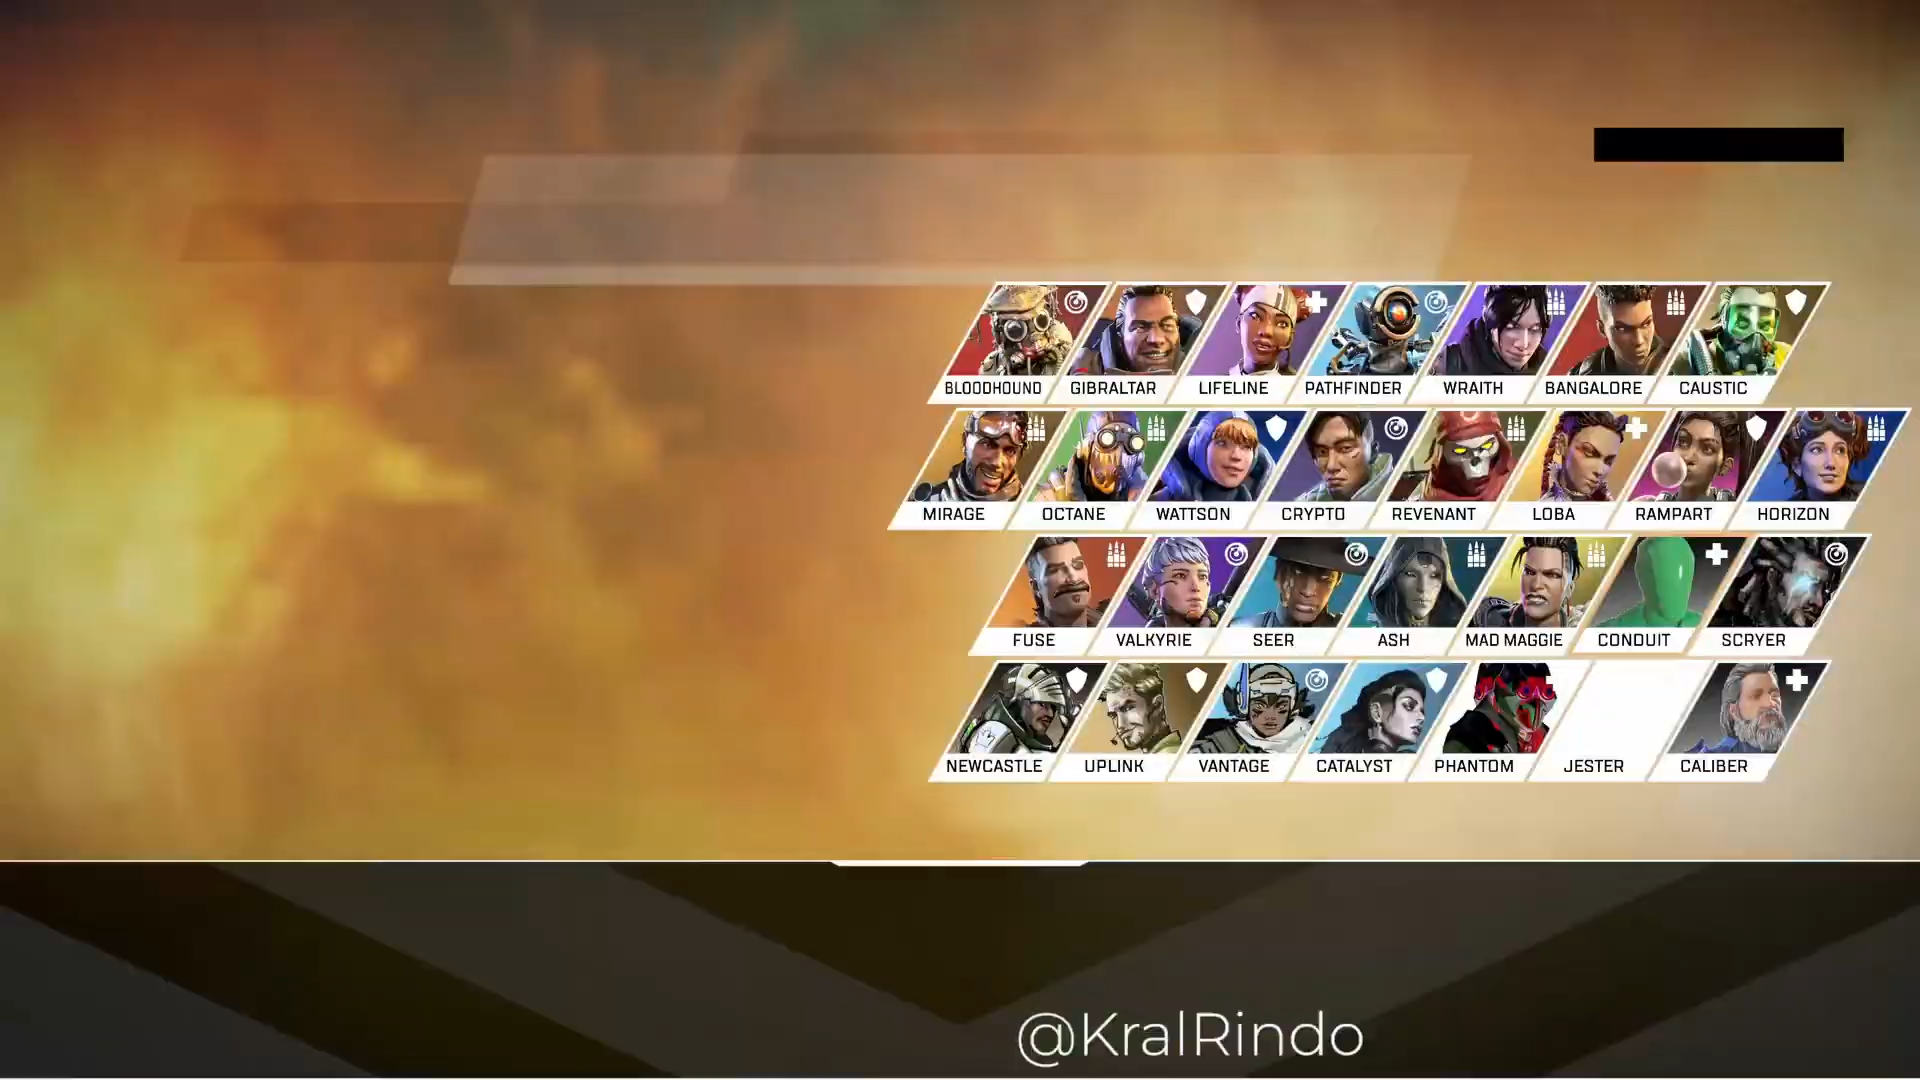 BLOODHOUND GIBRALTAR LIFELINE PATHFINDER WRAITH BANGALORE CAUSTIC
MIRAGE OCTANE WATTSON CRYPTO REVENANT LOBA RAMPART HORIZON
FUSE VALKYRIE SEER ASH MAD MAGGIE CONDUIT SCRYER
NEWCASTLE UPLINK VANTAGE CATALYST PHANTOM JESTER CALIBER
@KralRindo